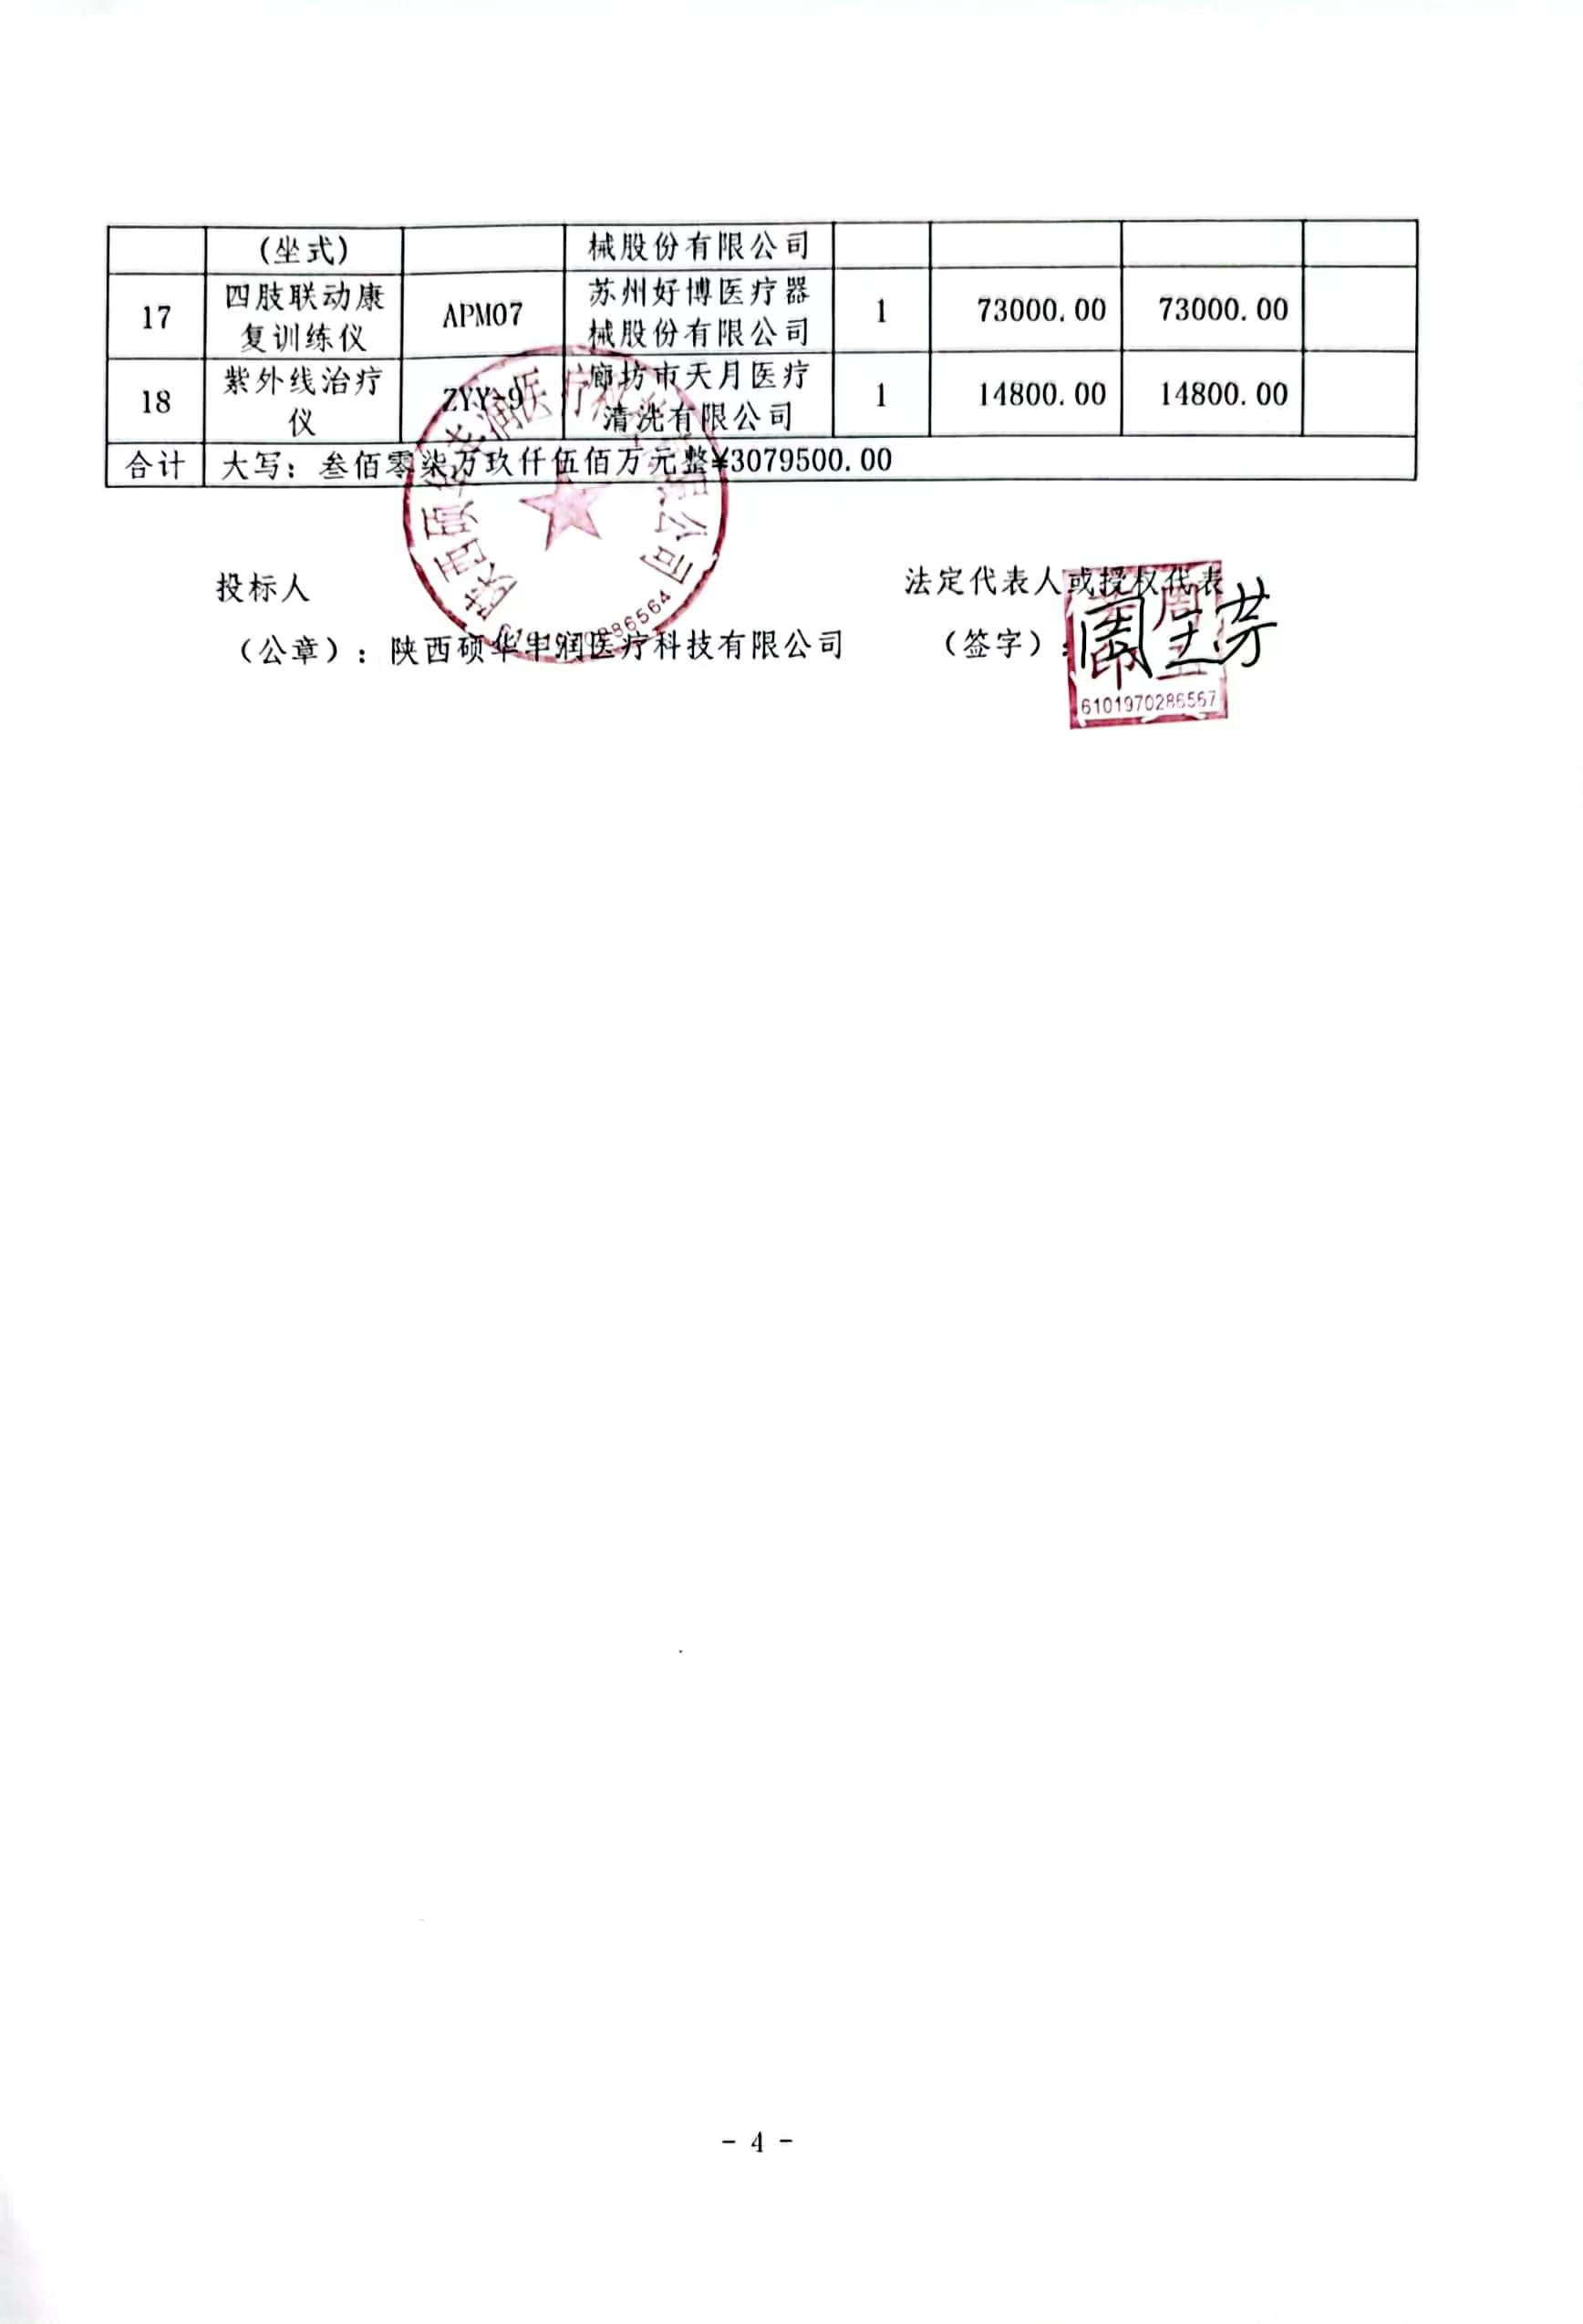 (坐式) 械股份有限公司
17 四肢联动康 APM07 苏州好博医疗器 1 73000.00 73000.00
复训练仪 械股份有限公司
18 紫外线治疗 ZYY-9 廊坊市天月医疗 1 14800.00 14800.00
仪 清洗有限公司
合计 大写：叁佰零柒万玖仟伍佰万元整¥3079500.00
投标人 法定代表人或授权代表
（公章）：陕西硕华丰润医疗科技有限公司 （签字）：
6101970286567
- 4 -